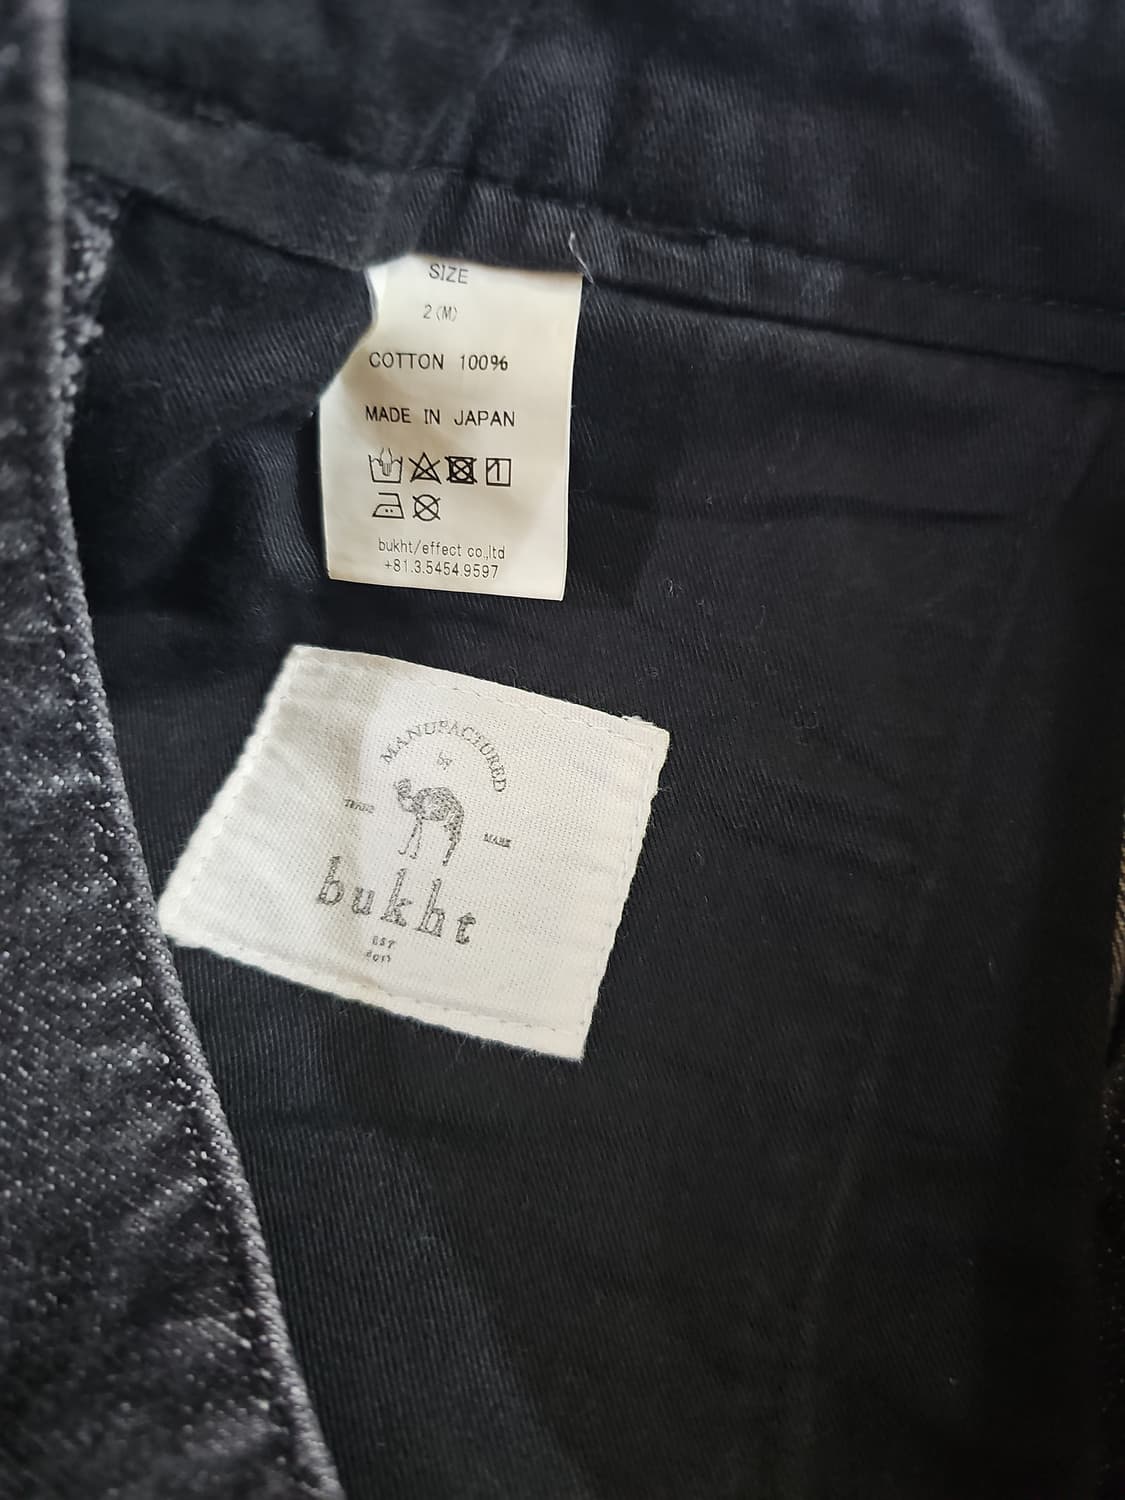 SIZE
2(M)
COTTON 100%
MADE IN JAPAN
bukht/effect co.,ltd
+81.3.5454.9597
MANUFACTURED
by
TRADE MARK
bukht
EST
2011